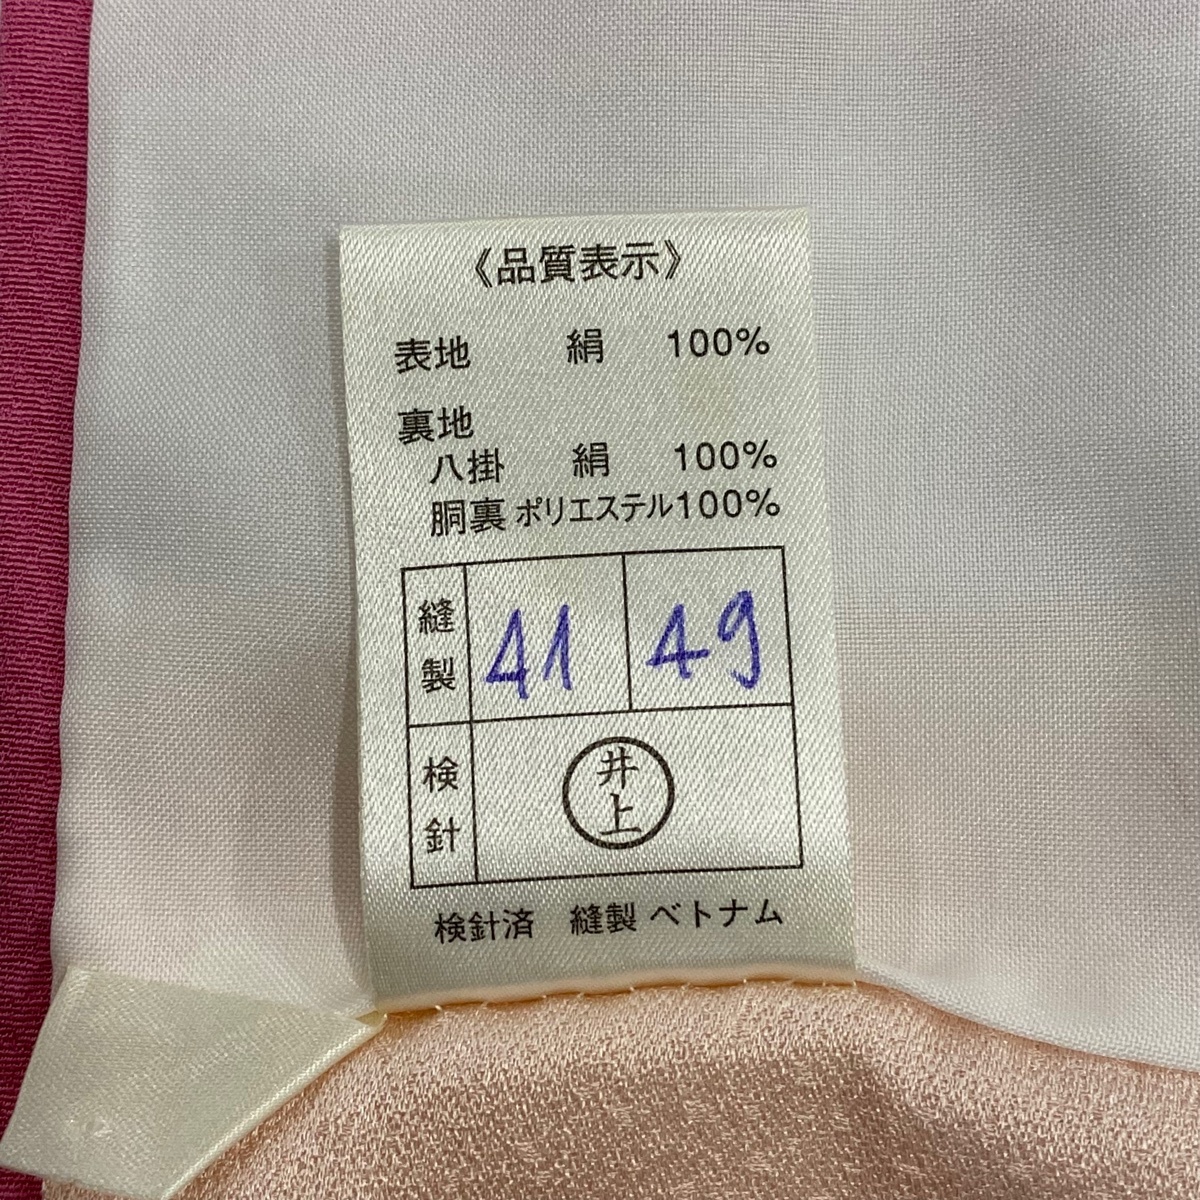 《品質表示》
表地 絹 100%
裏地
八掛 絹 100%
胴裏 ポリエステル100%
縫製 41 49
検針 井上
検針済 縫製 ベトナム